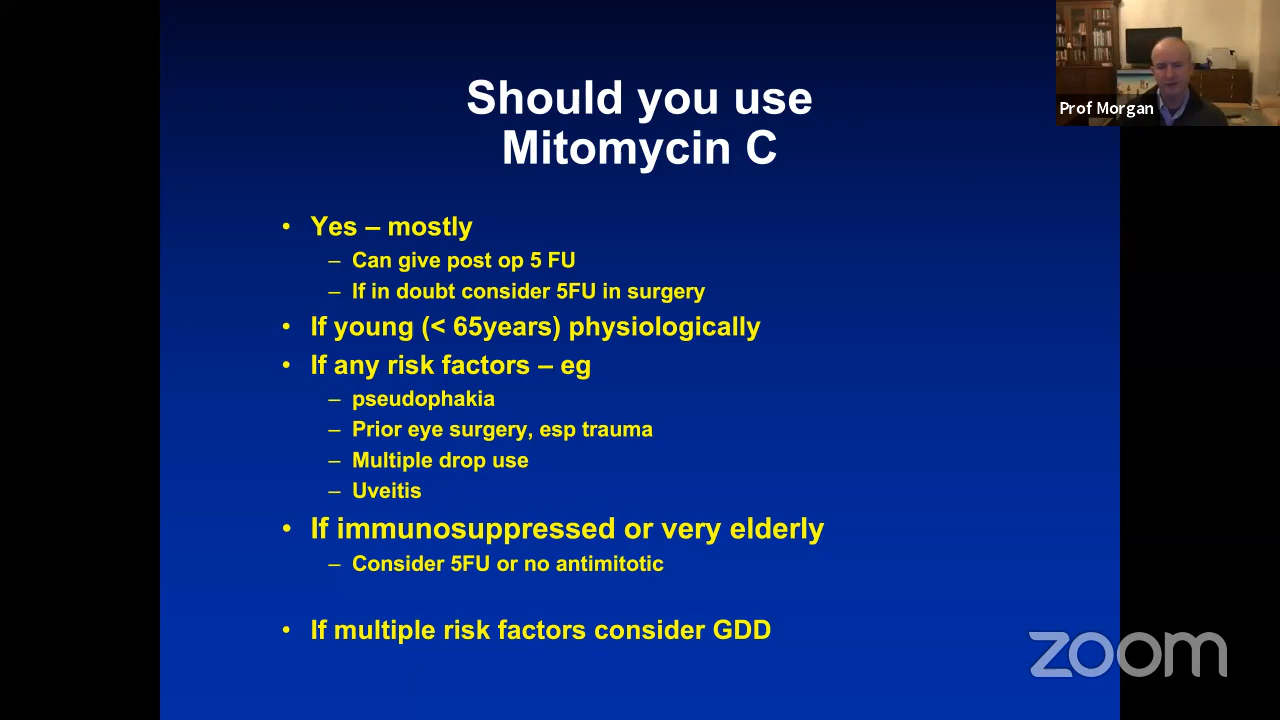 Should you use
Mitomycin C
Prof Morgan
• Yes – mostly
– Can give post op 5 FU
– If in doubt consider 5FU in surgery
• If young (< 65years) physiologically
• If any risk factors – eg
– pseudophakia
– Prior eye surgery, esp trauma
– Multiple drop use
– Uveitis
• If immunosuppressed or very elderly
– Consider 5FU or no antimitotic
• If multiple risk factors consider GDD
zoom